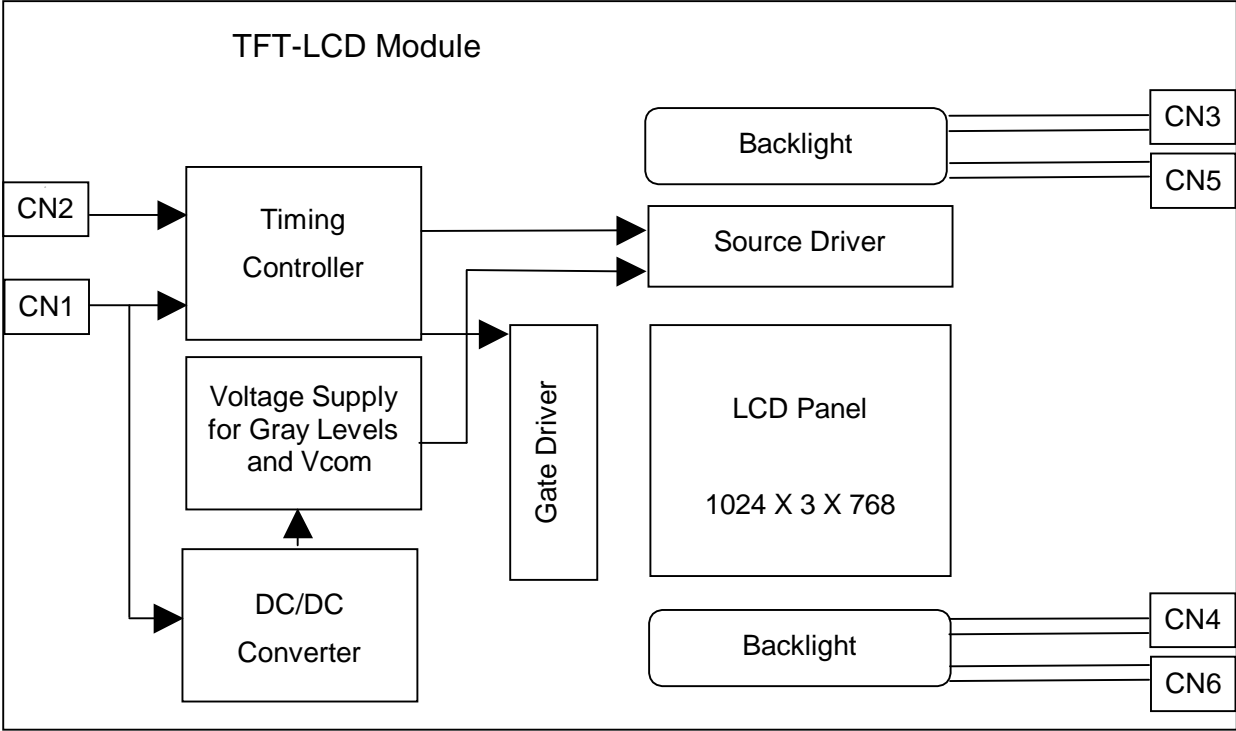 TFT-LCD Module
CN3
Backlight
CN5
CN2
Timing
Controller
Source Driver
CN1
Voltage Supply
for Gray Levels
and Vcom
Gate Driver
LCD Panel
1024 X 3 X 768
DC/DC
Converter
CN4
Backlight
CN6